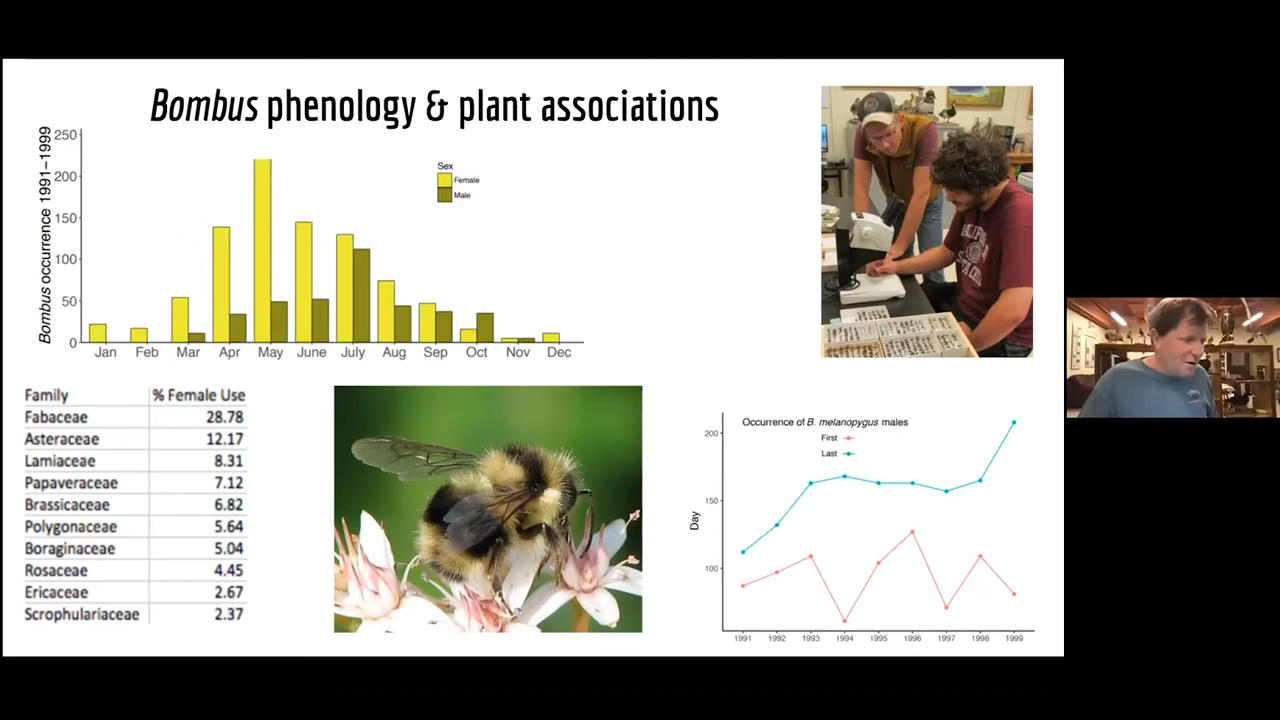 Bombus phenology & plant associations
Bombus occurrence 1991–1999
250
200
150
100
50
0
Sex
Female
Male
Jan Feb Mar Apr May June July Aug Sep Oct Nov Dec
Family % Female Use
Fabaceae 28.78
Asteraceae 12.17
Lamiaceae 8.31
Papaveraceae 7.12
Brassicaceae 6.82
Polygonaceae 5.64
Boraginaceae 5.04
Rosaceae 4.45
Ericaceae 2.67
Scrophulariaceae 2.37
Occurrence of B. melanopygus males
First
Last
Day
200
150
100
1991 1992 1993 1994 1995 1996 1997 1998 1999